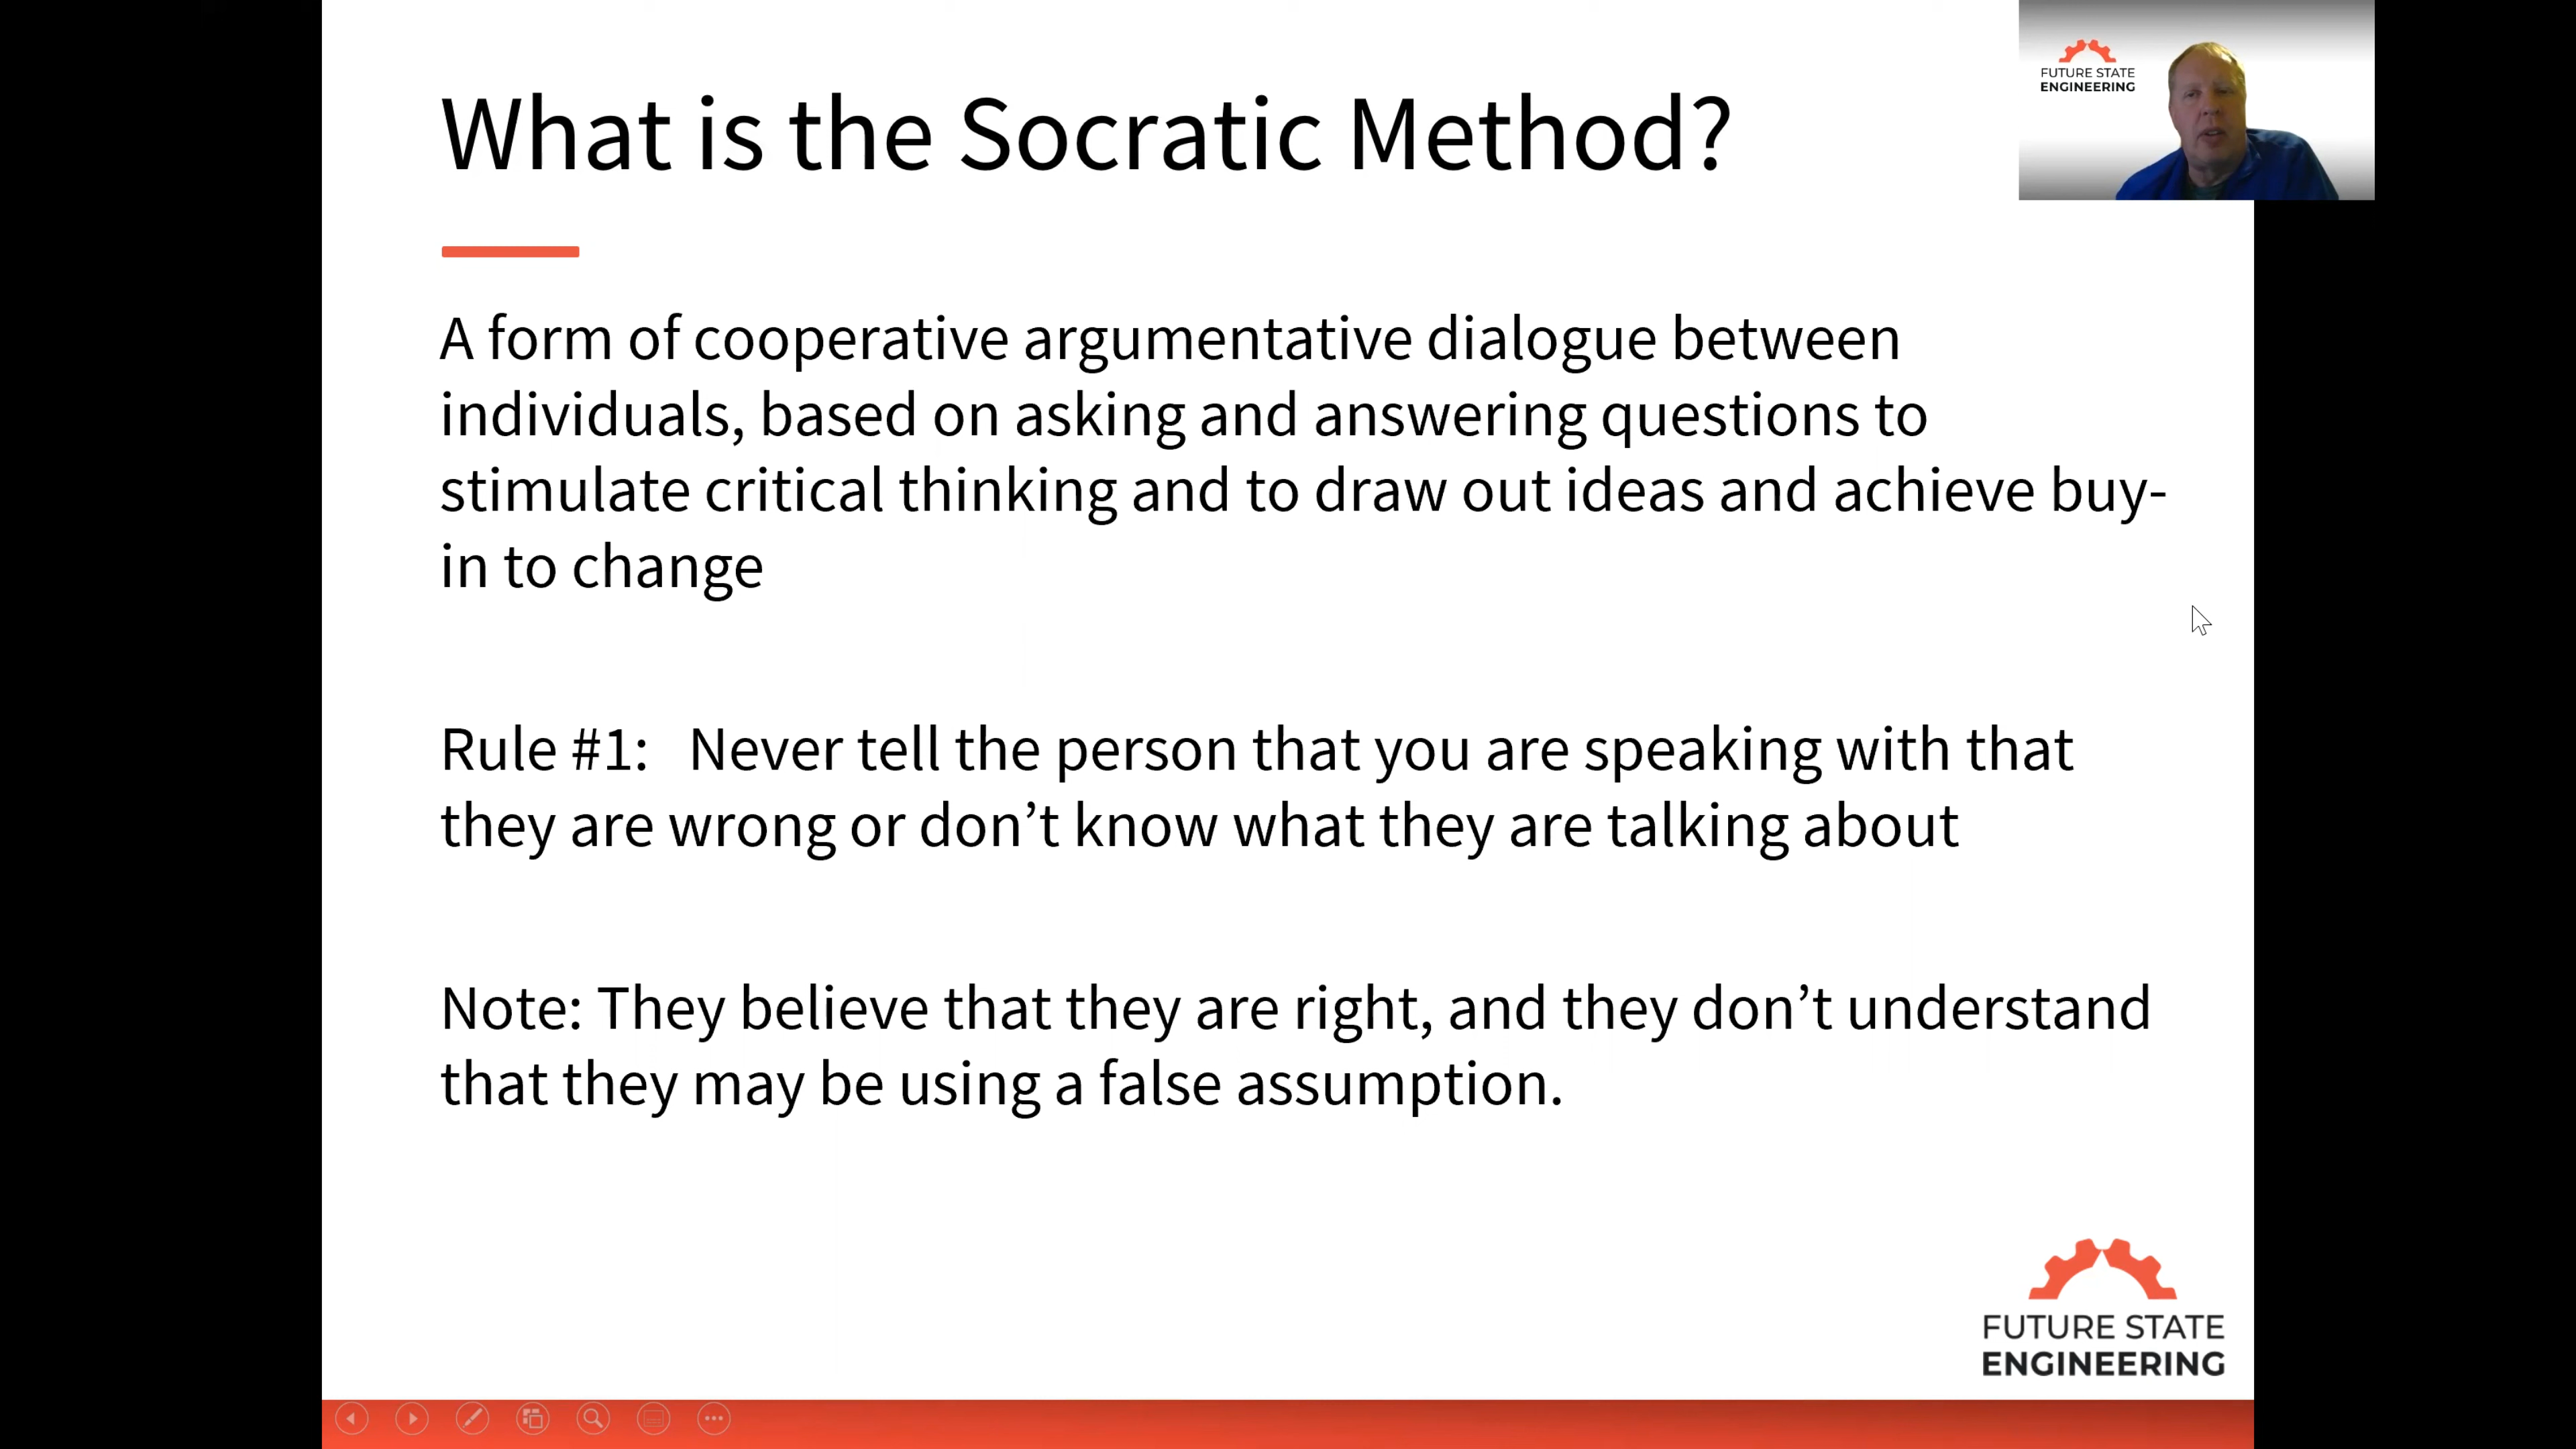 What is the Socratic Method?
FUTURE STATE
ENGINEERING
A form of cooperative argumentative dialogue between
individuals, based on asking and answering questions to
stimulate critical thinking and to draw out ideas and achieve buy-
in to change
Rule #1:   Never tell the person that you are speaking with that
they are wrong or don’t know what they are talking about
Note: They believe that they are right, and they don’t understand
that they may be using a false assumption.
FUTURE STATE
ENGINEERING